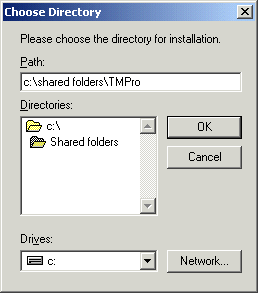 Choose Directory
Please choose the directory for installation.
Path:
c:\shared folders\TMPro
Directories:
c:\
Shared folders
OK
Cancel
Drives:
c:
Network...